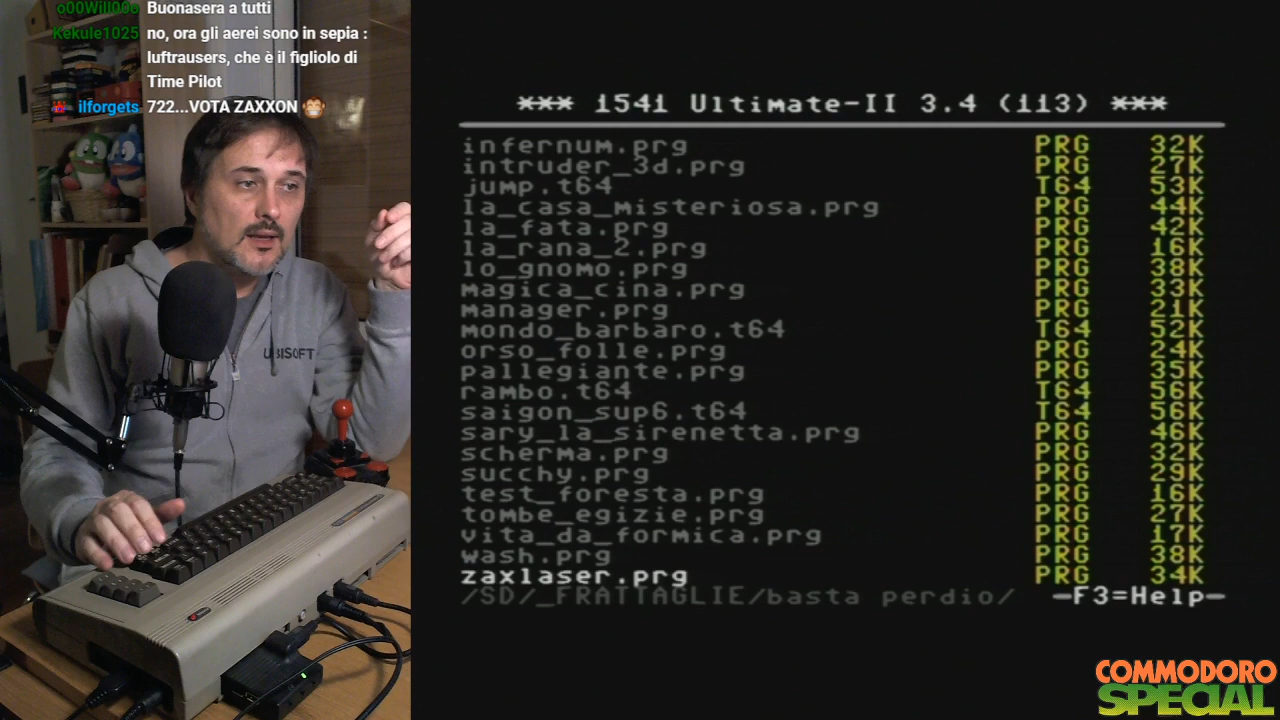 o00Will00o Buonasera a tutti
Kekule1025 no, ora gli aerei sono in sepia :
luftrausers, che è il figliolo di
Time Pilot
ilforgets 722...VOTA ZAXXON
UBISOFT
*** 1541 Ultimate-II 3.4 (113) ***
infernum.prg PRG 32K
intruder_3d.prg PRG 27K
jump.t64 T64 53K
la_casa_misteriosa.prg PRG 44K
la_fata.prg PRG 42K
la_rana_2.prg PRG 16K
lo_gnomo.prg PRG 38K
magica_cina.prg PRG 33K
manager.prg PRG 21K
mondo_barbaro.t64 T64 52K
orso_folle.prg PRG 24K
pallegiante.prg PRG 35K
rambo.t64 T64 56K
saigon_sup6.t64 T64 56K
sary_la_sirenetta.prg PRG 46K
scherma.prg PRG 32K
succhy.prg PRG 29K
test_foresta.prg PRG 16K
tombe_egizie.prg PRG 27K
vita_da_formica.prg PRG 17K
wash.prg PRG 38K
zaxlaser.prg PRG 34K
/SD/_FRATTAGLIE/basta perdio/ F3=Help
COMMODORO
SPECIAL